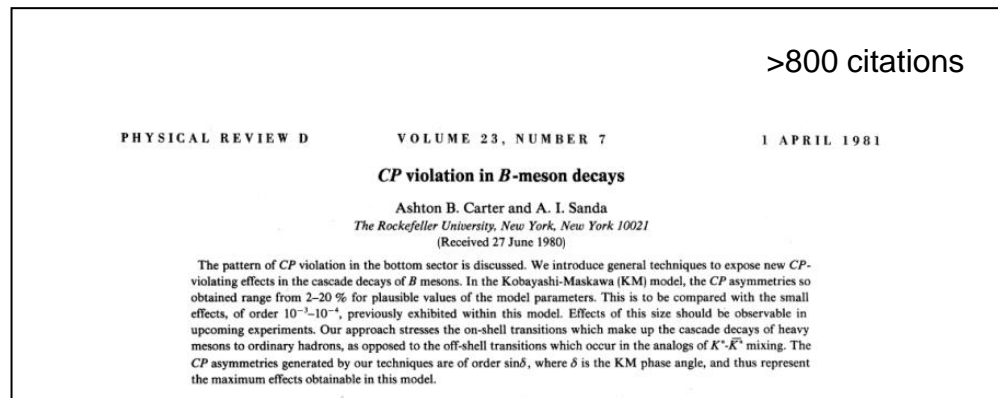 >800 citations
PHYSICAL REVIEW D VOLUME 23, NUMBER 7 1 APRIL 1981
CP violation in B-meson decays
Ashton B. Carter and A. I. Sanda
The Rockefeller University, New York, New York 10021
(Received 27 June 1980)
The pattern of CP violation in the bottom sector is discussed. We introduce general techniques to expose new CP-
violating effects in the cascade decays of B mesons. In the Kobayashi-Maskawa (KM) model, the CP asymmetries so
obtained range from 2–20 % for plausible values of the model parameters. This is to be compared with the small
effects, of order 10⁻³–10⁻⁴, previously exhibited within this model. Effects of this size should be observable in
upcoming experiments. Our approach stresses the on-shell transitions which make up the cascade decays of heavy
mesons to ordinary hadrons, as opposed to the off-shell transitions which occur in the analogs of K°-K̅° mixing. The
CP asymmetries generated by our techniques are of order sinδ, where δ is the KM phase angle, and thus represent
the maximum effects obtainable in this model.